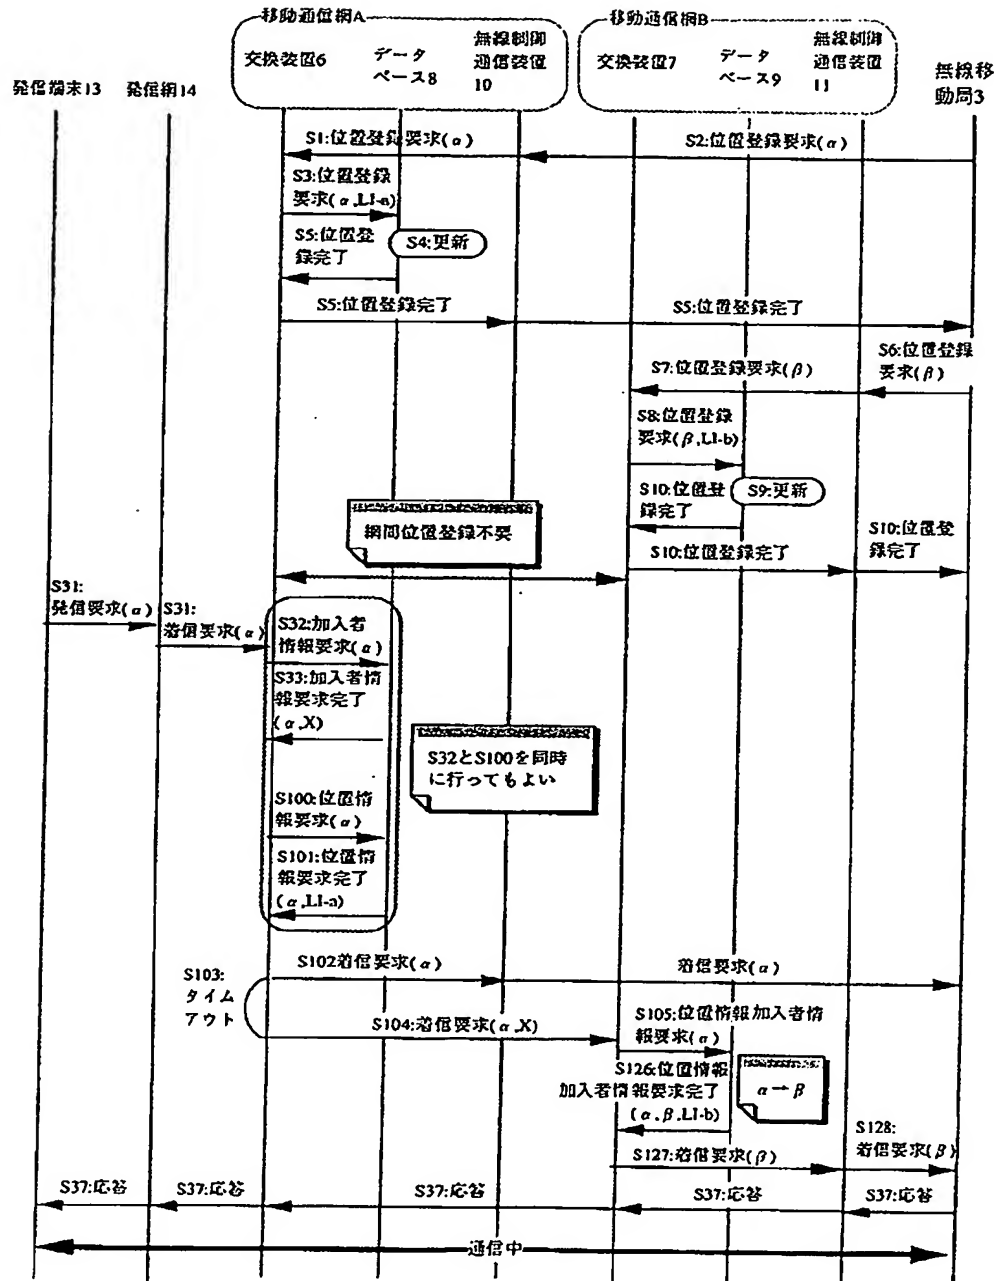 移動通信網A
移動通信網B
交換装置6
データ
ベース8
無線制御
通信装置
10
交換装置7
データ
ベース9
無線制御
通信装置
11
無線移
動局3
発信端末13
発信網14
S1:位置登録要求(α)
S2:位置登録要求(α)
S3:位置登録
要求(α,LI-a)
S5:位置登
録完了
S4:更新
S5:位置登録完了
S5:位置登録完了
S6:位置登録
要求(β)
S7:位置登録要求(β)
S8:位置登録
要求(β,LI-b)
S10:位置登
録完了
S9:更新
網間位置登録不要
S10:位置登録完了
S10:位置登
録完了
S31:
発信要求(α)
S31:
着信要求(α)
S32:加入者
情報要求(α)
S33:加入者情
報要求完了
(α,X)
S32とS100を同時
に行ってもよい
S100:位置情
報要求(α)
S101:位置情
報要求完了
(α,LI-a)
S102着信要求(α)
着信要求(α)
S103:
タイム
アウト
S104:着信要求(α,X)
S105:位置情報加入者情
報要求(α)
S126:位置情報
加入者情報要求完了
(α,β,LI-b)
α→β
S127:着信要求(β)
S128:
着信要求(β)
S37:応答
S37:応答
S37:応答
S37:応答
S37:応答
通信中